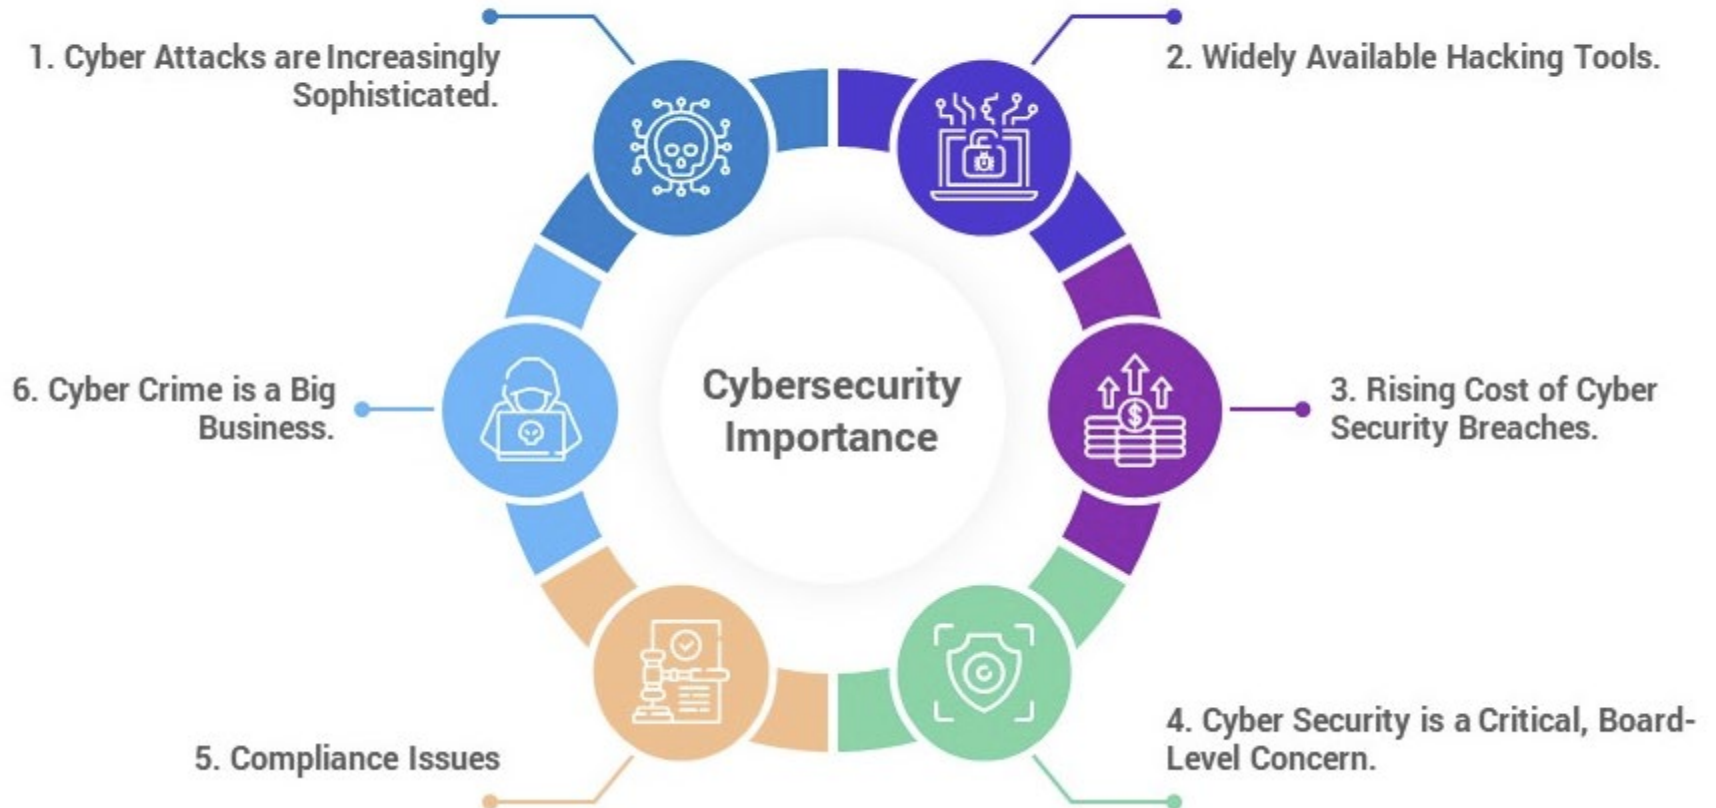 1. Cyber Attacks are Increasingly
Sophisticated.
2. Widely Available Hacking Tools.
3. Rising Cost of Cyber
Security Breaches.
4. Cyber Security is a Critical, Board-
Level Concern.
5. Compliance Issues
6. Cyber Crime is a Big
Business.
Cybersecurity
Importance